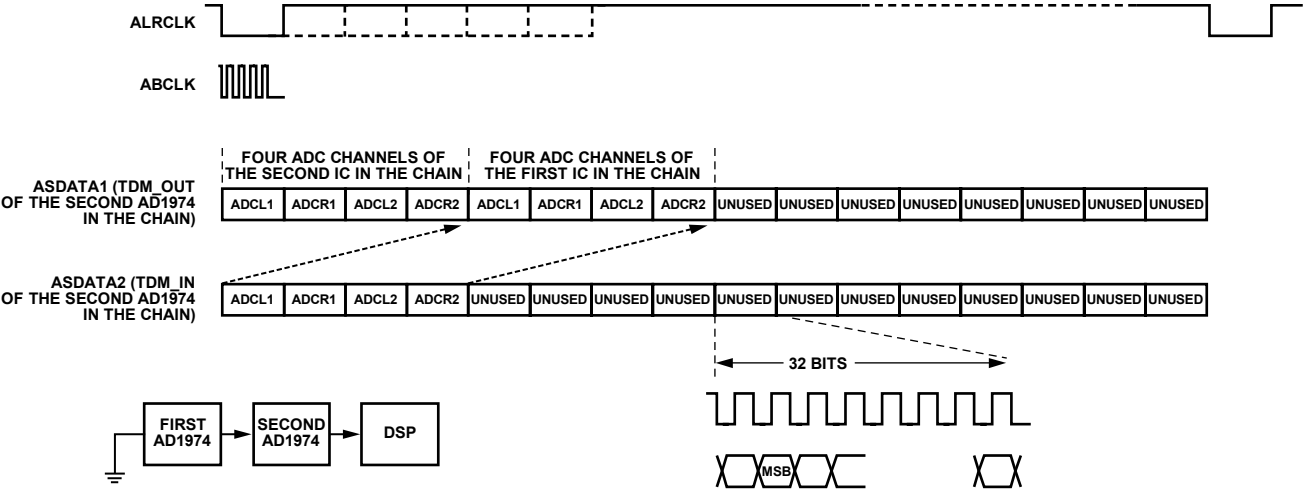 ALRCLK
ABCLK
FOUR ADC CHANNELS OF
THE SECOND IC IN THE CHAIN
FOUR ADC CHANNELS OF
THE FIRST IC IN THE CHAIN
ASDATA1 (TDM_OUT
OF THE SECOND AD1974
IN THE CHAIN)
ADCL1 ADCR1 ADCL2 ADCR2 ADCL1 ADCR1 ADCL2 ADCR2 UNUSED UNUSED UNUSED UNUSED UNUSED UNUSED UNUSED UNUSED
ASDATA2 (TDM_IN
OF THE SECOND AD1974
IN THE CHAIN)
ADCL1 ADCR1 ADCL2 ADCR2 UNUSED UNUSED UNUSED UNUSED UNUSED UNUSED UNUSED UNUSED UNUSED UNUSED UNUSED UNUSED
32 BITS
FIRST
AD1974
SECOND
AD1974
DSP
MSB